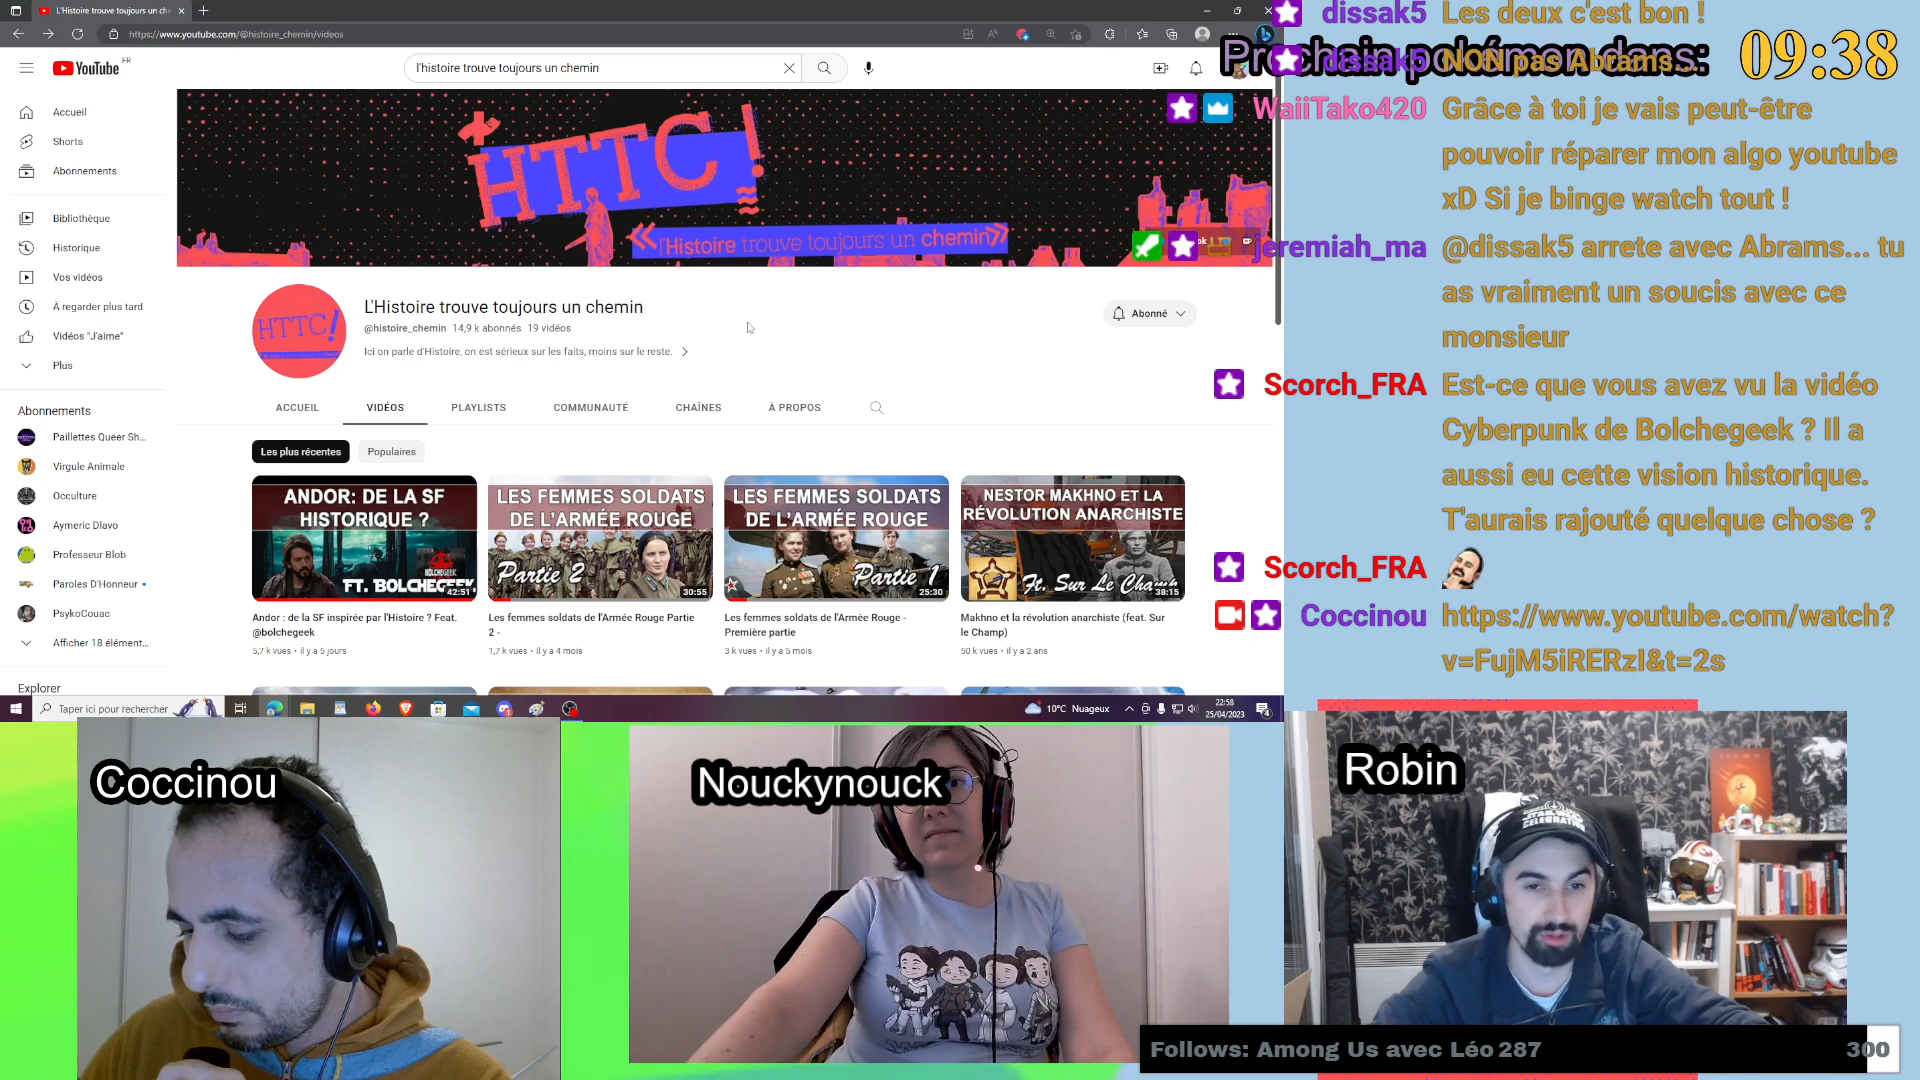 L'Histoire trouve toujours un ch
https://www.youtube.com/@histoire_chemin/videos
YouTube FR
l'histoire trouve toujours un chemin
Accueil
Shorts
Abonnements
Bibliothèque
Historique
Vos vidéos
À regarder plus tard
Vidéos "J'aime"
Plus
Abonnements
Paillettes Queer Sh...
Virgule Animale
Occulture
Aymeric Dlavo
Professeur Blob
Paroles D'Honneur
PsykoCouac
Afficher 18 élément...
Explorer
HTTC!
«l'Histoire trouve toujours un chemin»
HTTC!
L'Histoire trouve toujours un chemin
@histoire_chemin 14,9 k abonnés 19 vidéos
Ici on parle d'Histoire, on est sérieux sur les faits, moins sur le reste.
Abonné
ACCUEIL VIDÉOS PLAYLISTS COMMUNAUTÉ CHAÎNES À PROPOS
Les plus récentes Populaires
ANDOR: DE LA SF
HISTORIQUE ?
FT. BOLCHEGEEK
42:51
Andor : de la SF inspirée par l'Histoire ? Feat.
@bolchegeek
5,7 k vues • il y a 5 jours
LES FEMMES SOLDATS
DE L'ARMÉE ROUGE
Partie 2
30:55
Les femmes soldats de l'Armée Rouge Partie
2 -
1,7 k vues • il y a 4 mois
LES FEMMES SOLDATS
DE L'ARMÉE ROUGE
Partie 1
25:30
Les femmes soldats de l'Armée Rouge -
Première partie
3 k vues • il y a 5 mois
NESTOR MAKHNO ET LA
RÉVOLUTION ANARCHISTE
Ft. Sur Le Champ
38:15
Makhno et la révolution anarchiste (feat. Sur
le Champ)
50 k vues • il y a 2 ans
Taper ici pour rechercher
10°C Nuageux
22:58
25/04/2023
4
Prochain pokémon dans: 09:38
dissak5 Les deux c'est bon !
dissak5 NON pas Abrams...
WaiiTako420 Grâce à toi je vais peut-être
pouvoir réparer mon algo youtube
xD Si je binge watch tout !
jeremiah_ma @dissak5 arrete avec Abrams... tu
as vraiment un soucis avec ce
monsieur
Scorch_FRA Est-ce que vous avez vu la vidéo
Cyberpunk de Bolchegeek ? Il a
aussi eu cette vision historique.
T'aurais rajouté quelque chose ?
Scorch_FRA
Coccinou https://www.youtube.com/watch?
v=FujM5iRERzI&t=2s
Coccinou
Nouckynouck
Robin
STAR WARS
CELEBRATION
Follows: Among Us avec Léo 287 300